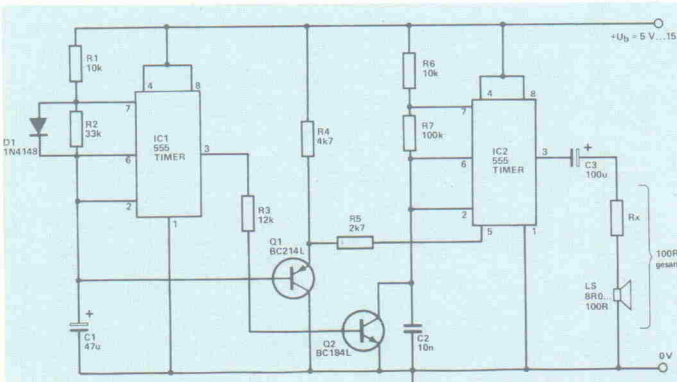 +Ub = 5 V...15
R1
10k
R6
10k
4
8
4
8
7
7
D1
1N4148
R2
33k
IC1
555
TIMER
R4
4k7
R7
100k
IC2
555
TIMER
6
3
6
3
C3
100u
+
R3
12k
2
2
R5
2k7
1
5
1
Rx
100R
gesamt
Q1
BC214L
LS
8R0...
100R
+
C1
47u
Q2
BC184L
C2
10n
0V